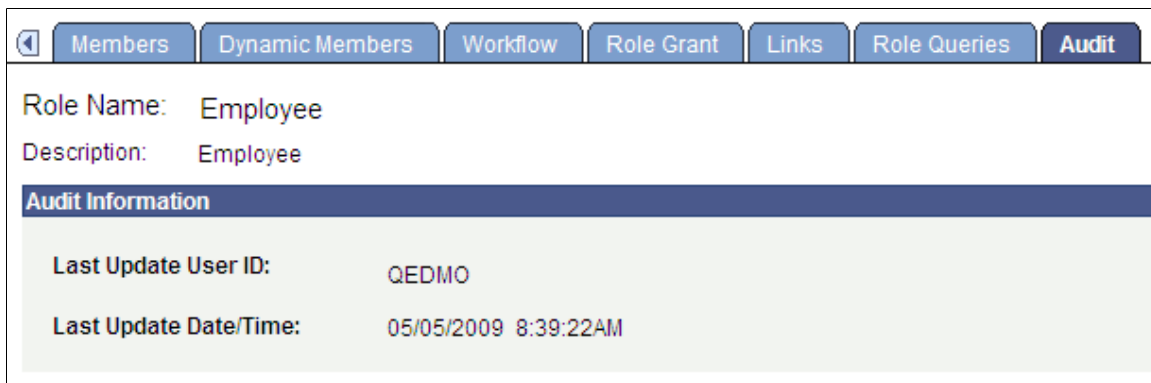 Members Dynamic Members Workflow Role Grant Links Role Queries Audit
Role Name: Employee
Description: Employee
Audit Information
Last Update User ID: QEDMO
Last Update Date/Time: 05/05/2009 8:39:22AM